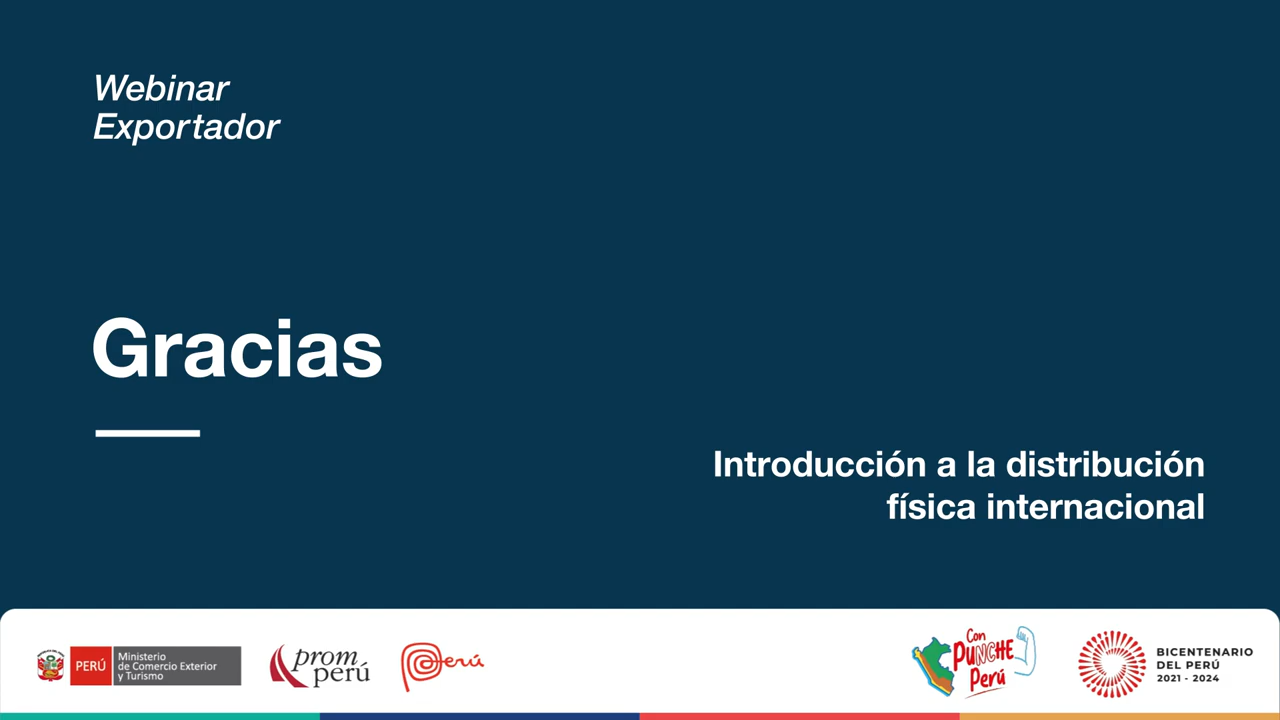 Webinar
Exportador
Gracias
Introducción a la distribución
física internacional
PERÚ
Ministerio
de Comercio Exterior
y Turismo
prom
perú
Perú
Con
PUNCHE
Perú
BICENTENARIO
DEL PERÚ
2021 - 2024